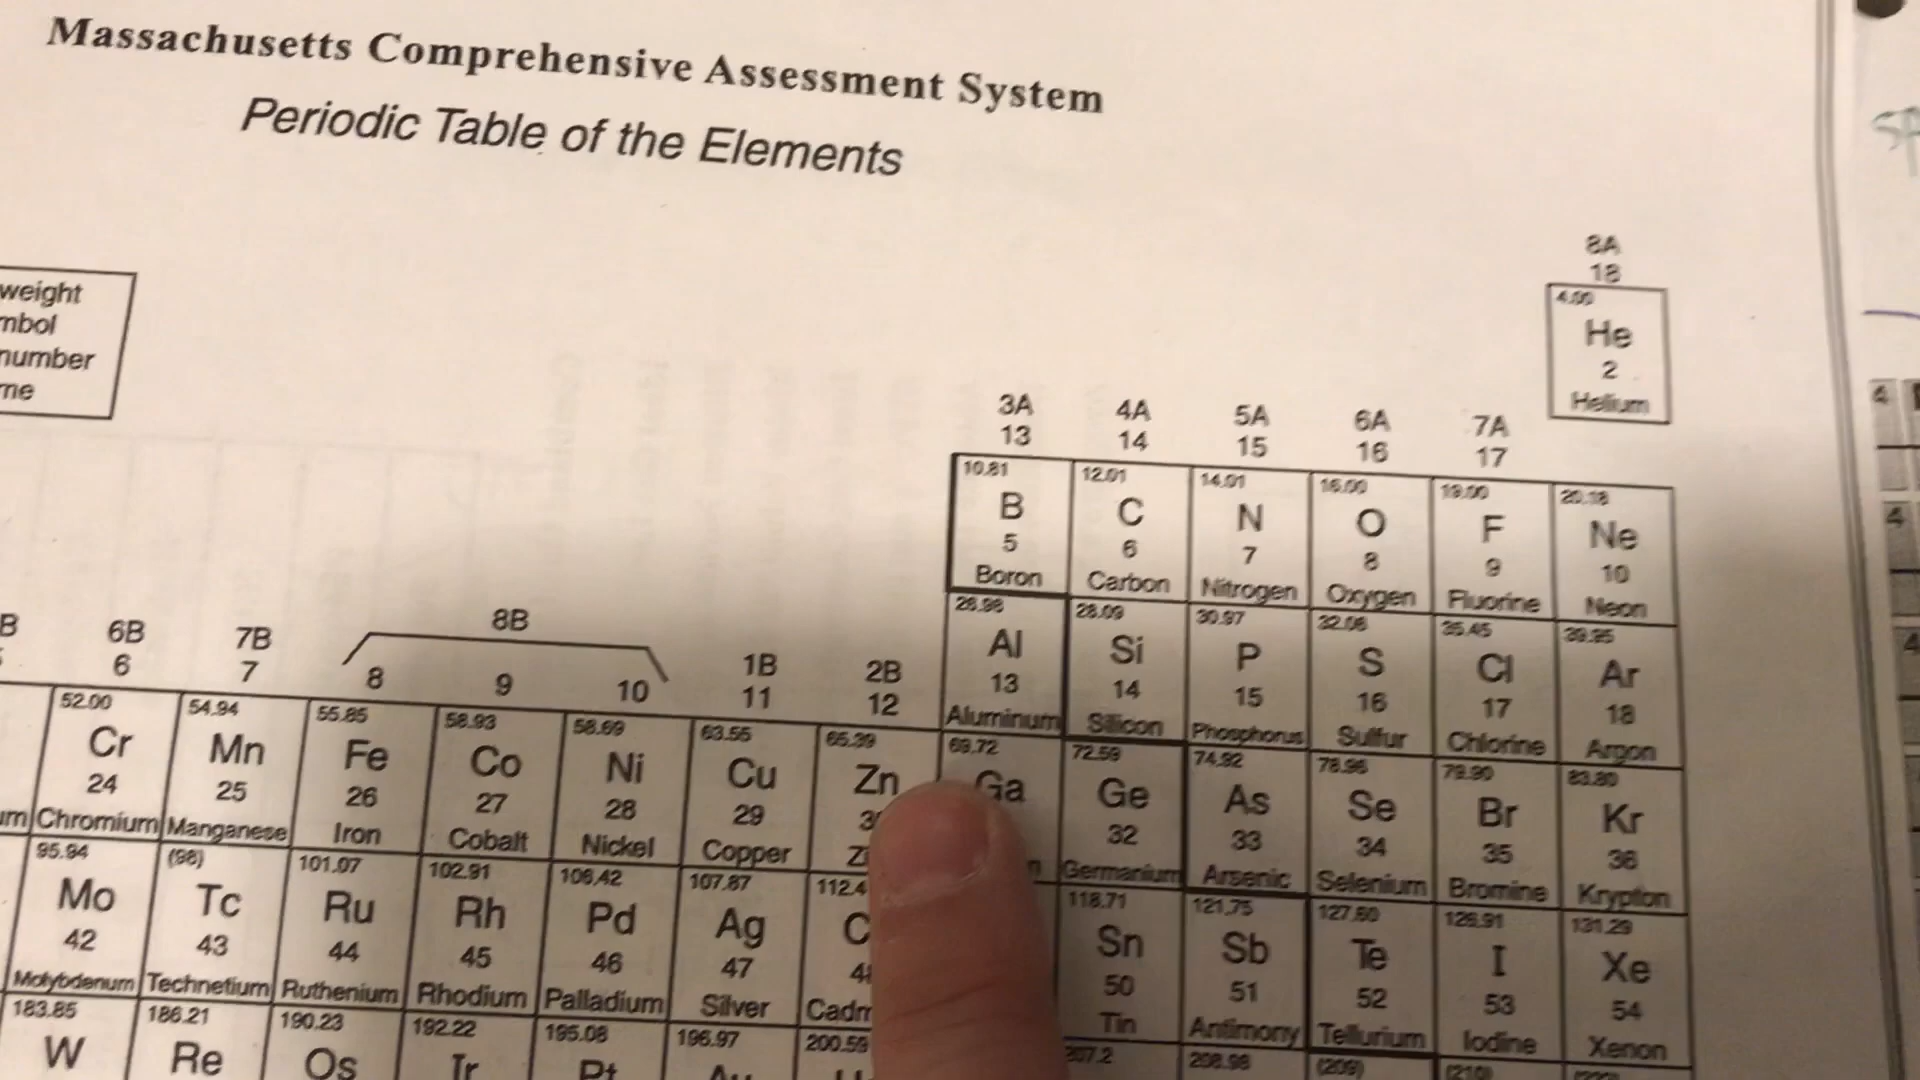 Massachusetts Comprehensive Assessment System
Periodic Table of the Elements
weight
mbol
number
me
8A
18
4.00
He
2
Helium
3A 4A 5A 6A 7A
13 14 15 16 17
10.81 12.01 14.01 16.00 19.00 20.18
B C N O F Ne
5 6 7 8 9 10
Boron Carbon Nitrogen Oxygen Fluorine Neon
26.98 28.09 30.97 32.06 35.45 39.95
Al Si P S Cl Ar
13 14 15 16 17 18
Aluminum Silicon Phosphorus Sulfur Chlorine Argon
B 6B 7B 8B 1B 2B
6 7 8 9 10 11 12
52.00 54.94 55.85 58.93 58.69 63.55 65.39 69.72 72.59 74.92 78.96 79.90 83.80
Cr Mn Fe Co Ni Cu Zn Ga Ge As Se Br Kr
24 25 26 27 28 29 32 33 34 35 36
um Chromium Manganese Iron Cobalt Nickel Copper Germanium Arsenic Selenium Bromine Krypton
95.94 (98) 101.07 102.91 106.42 107.87 112.4 118.71 121.75 127.60 126.91 131.29
Mo Tc Ru Rh Pd Ag C Sn Sb Te I Xe
42 43 44 45 46 47 50 51 52 53 54
Molybdenum Technetium Ruthenium Rhodium Palladium Silver Cadm Tin Antimony Tellurium Iodine Xenon
183.85 186.21 190.23 192.22 195.08 196.97 200.59 207.2 208.98 (209) (210)
W Re Os Ir Pt Au
4
4
4